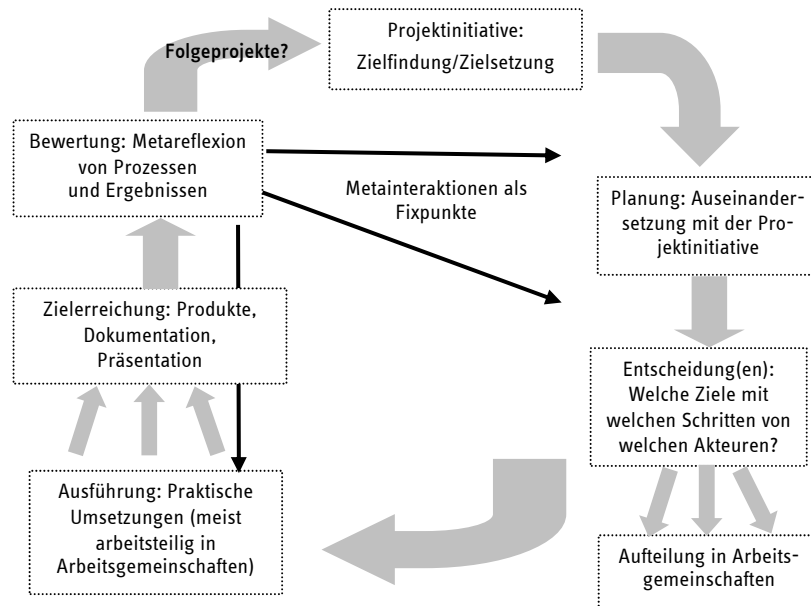 Folgeprojekte?
Projektinitiative:
Zielfindung/Zielsetzung
Bewertung: Metareflexion
von Prozessen
und Ergebnissen
Metainteraktionen als
Fixpunkte
Planung: Auseinander-
setzung mit der Pro-
jektinitiative
Zielerreichung: Produkte,
Dokumentation,
Präsentation
Entscheidung(en):
Welche Ziele mit
welchen Schritten von
welchen Akteuren?
Ausführung: Praktische
Umsetzungen (meist
arbeitsteilig in
Arbeitsgemeinschaften)
Aufteilung in Arbeits-
gemeinschaften